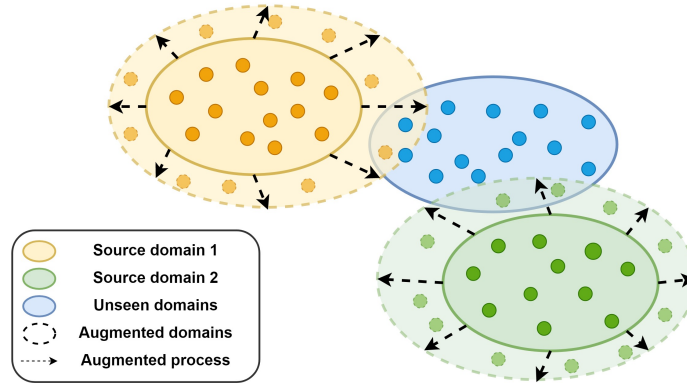 Source domain 1
Source domain 2
Unseen domains
Augmented domains
Augmented process